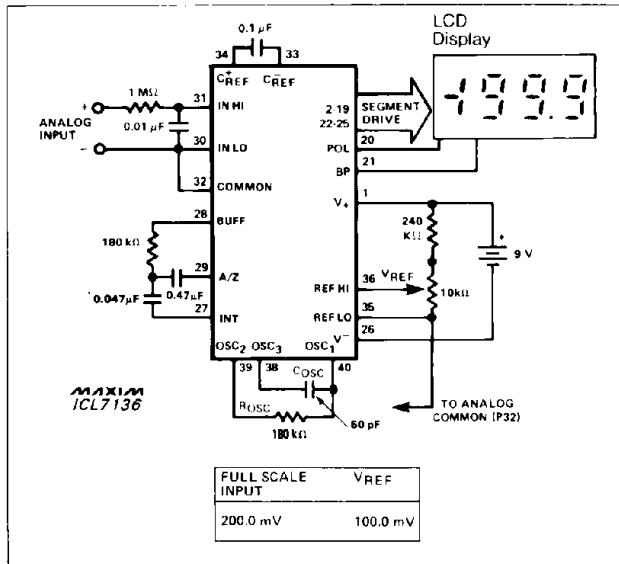 LCD
Display
0.1 µF
34
33
C+REF
C-REF
-199.9
1 MΩ
+
31
IN HI
ANALOG
INPUT
0.01 µF
-
30
IN LO
32
COMMON
2-19
22-25
SEGMENT
DRIVE
20
POL
21
BP
1
V+
28
BUFF
180 kΩ
29
A/Z
0.047µF
0.47µF
27
INT
240
KΩ
+
9 V
36
REF HI
VREF
10kΩ
35
REF LO
26
V-
OSC2
OSC3
OSC1
39
38
40
COSC
ROSC
180 kΩ
60 pF
MAXIM
ICL7136
TO ANALOG
COMMON (P32)
FULL SCALE
INPUT
VREF
200.0 mV
100.0 mV